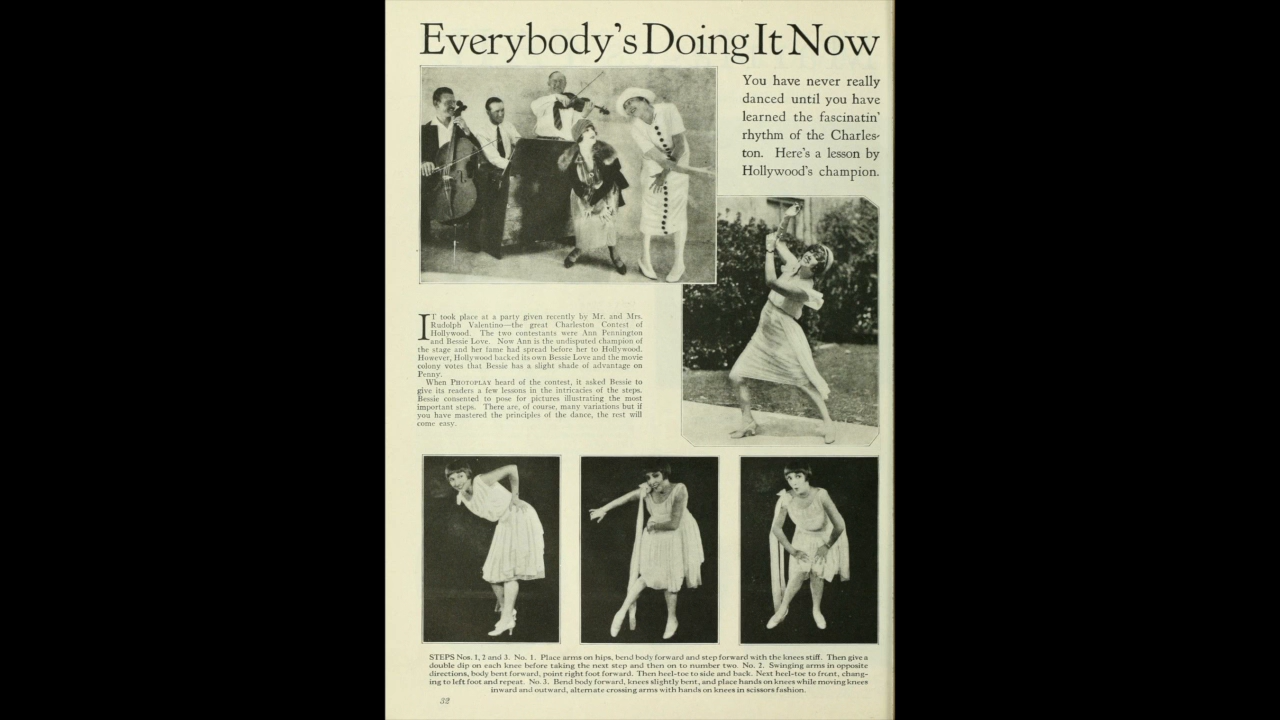 Everybody's Doing It Now
You have never really
danced until you have
learned the fascinatin'
rhythm of the Charles-
ton. Here's a lesson by
Hollywood's champion.
IT took place at a party given recently by Mr. and Mrs.
Rudolph Valentino—the great Charleston Contest of
Hollywood. The two contestants were Ann Pennington
and Bessie Love. Now Ann is the undisputed champion of
the stage and her fame had spread before her to Hollywood.
However, Hollywood backed its own Bessie Love and the movie
colony votes that Bessie has a slight shade of advantage on
Penny.
When PHOTOPLAY heard of the contest, it asked Bessie to
give its readers a few lessons in the intricacies of the steps.
Bessie consented to pose for pictures illustrating the most
important steps. There are, of course, many variations but if
you have mastered the principles of the dance, the rest will
come easy.
STEPS Nos. 1, 2 and 3. No. 1. Place arms on hips, bend body forward and step forward with the knees stiff. Then give a
double dip on each knee before taking the next step and then on to number two. No. 2. Swinging arms in opposite
directions, body bent forward, point right foot forward. Then heel-toe to side and back. Next heel-toe to front, chang-
ing to left foot and repeat. No. 3. Bend body forward, knees slightly bent, and place hands on knees while moving knees
inward and outward, alternate crossing arms with hands on knees in scissors fashion.
32